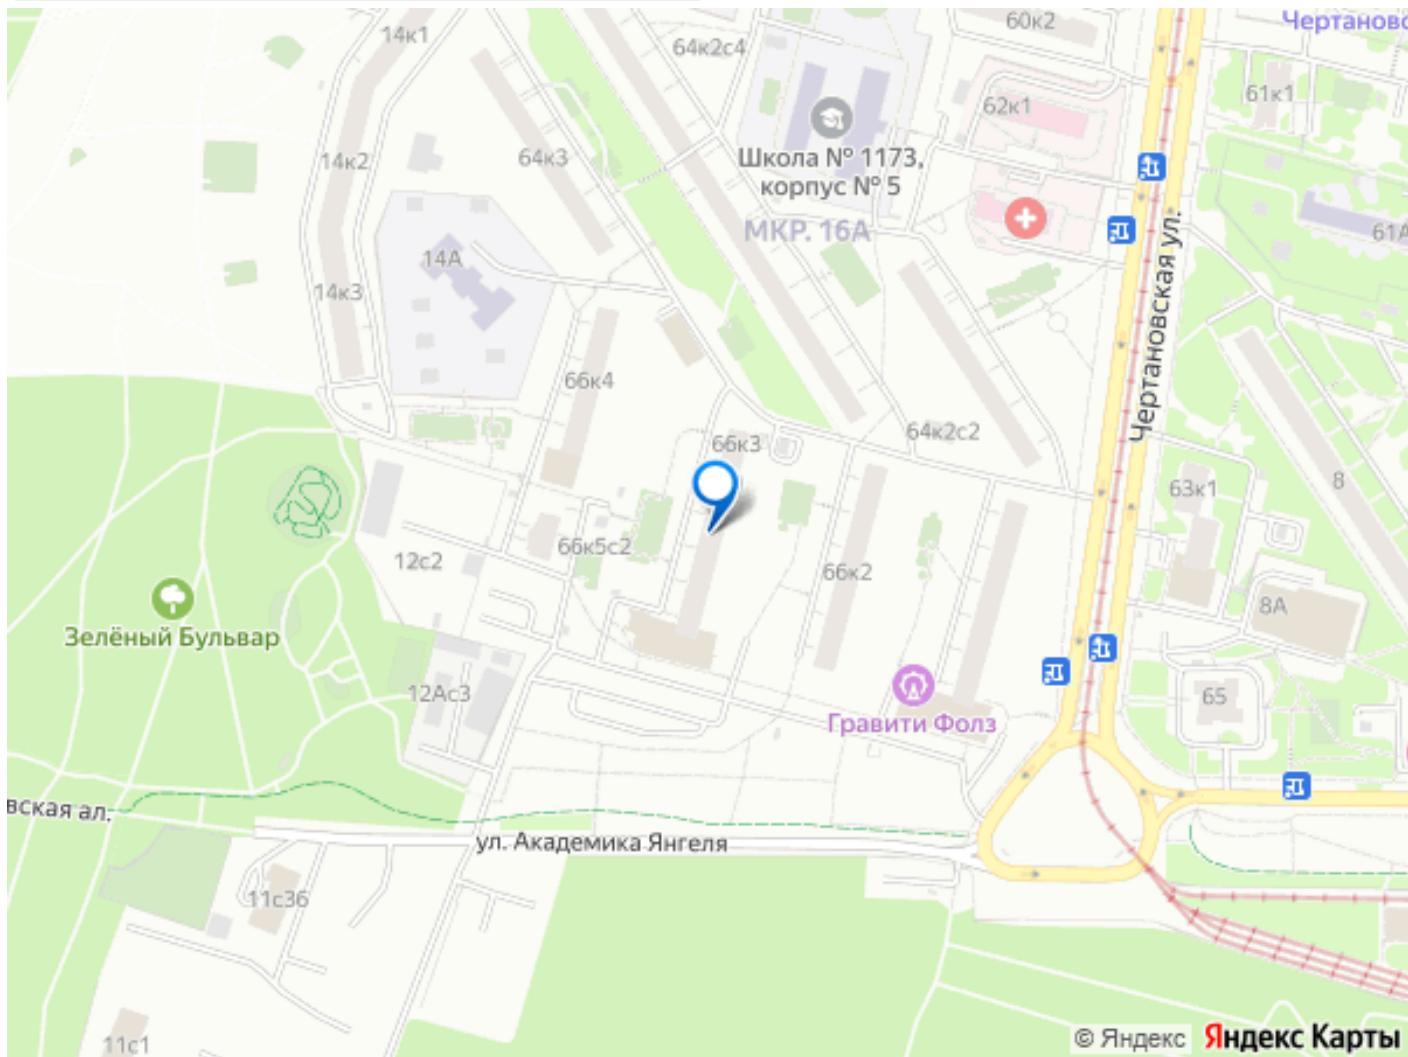 14к1
64к2с4
60к2
Чертаново
61к1
62к1
14к2
64к3
Школа № 1173,
корпус № 5
МКР. 16А
61А
14А
14к3
Чертановская ул.
66к4
66к3
64к2с2
63к1
8
66к5с2
12с2
66к2
8А
Зелёный Бульвар
12Ас3
65
Гравити Фолз
вская ал.
ул. Академика Янгеля
11с36
11с1
© Яндекс Яндекс Карты